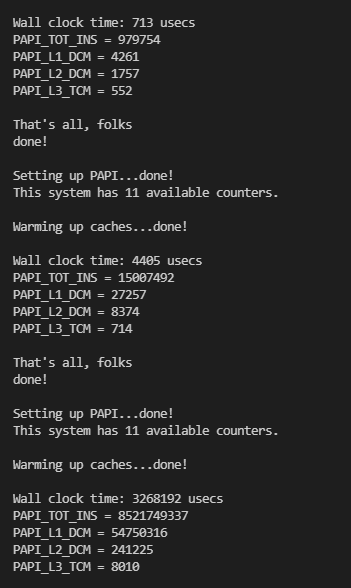 Wall clock time: 713 usecs
PAPI_TOT_INS = 979754
PAPI_L1_DCM = 4261
PAPI_L2_DCM = 1757
PAPI_L3_TCM = 552
That's all, folks
done!
Setting up PAPI...done!
This system has 11 available counters.
Warming up caches...done!
Wall clock time: 4405 usecs
PAPI_TOT_INS = 15007492
PAPI_L1_DCM = 27257
PAPI_L2_DCM = 8374
PAPI_L3_TCM = 714
That's all, folks
done!
Setting up PAPI...done!
This system has 11 available counters.
Warming up caches...done!
Wall clock time: 3268192 usecs
PAPI_TOT_INS = 8521749337
PAPI_L1_DCM = 54750316
PAPI_L2_DCM = 241225
PAPI_L3_TCM = 8010